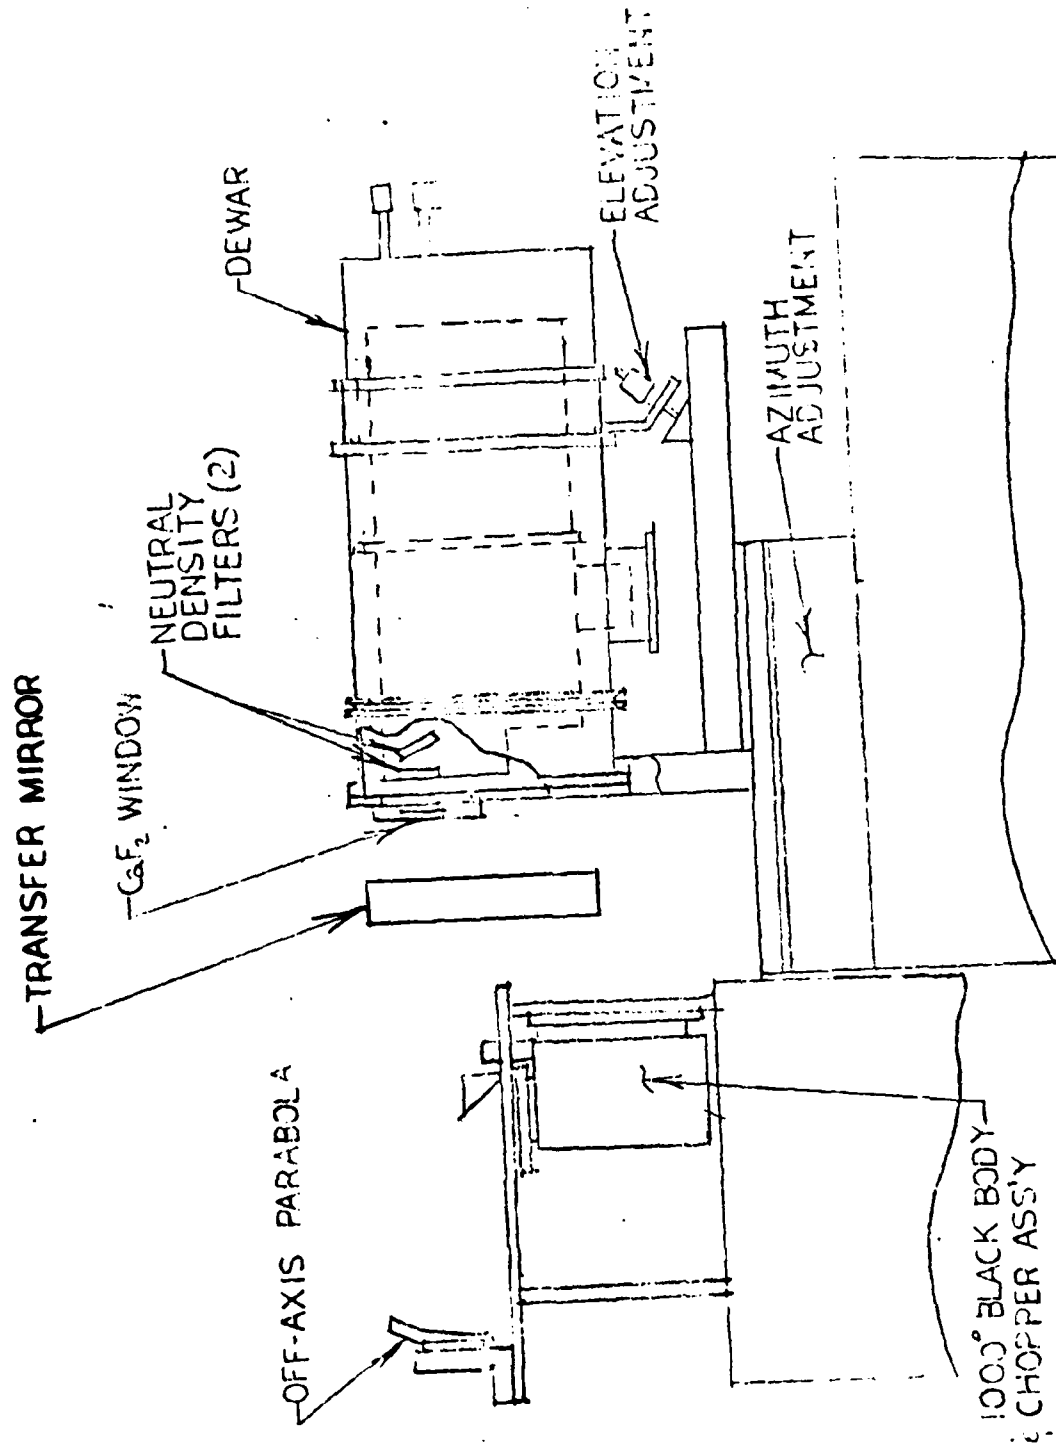 TRANSFER MIRROR
CaF₂ WINDOW
NEUTRAL
DENSITY
FILTERS (2)
DEWAR
OFF-AXIS PARABOLA
ELEVATION
ADJUSTMENT
AZIMUTH
ADJUSTMENT
1000° BLACK BODY
& CHOPPER ASS'Y